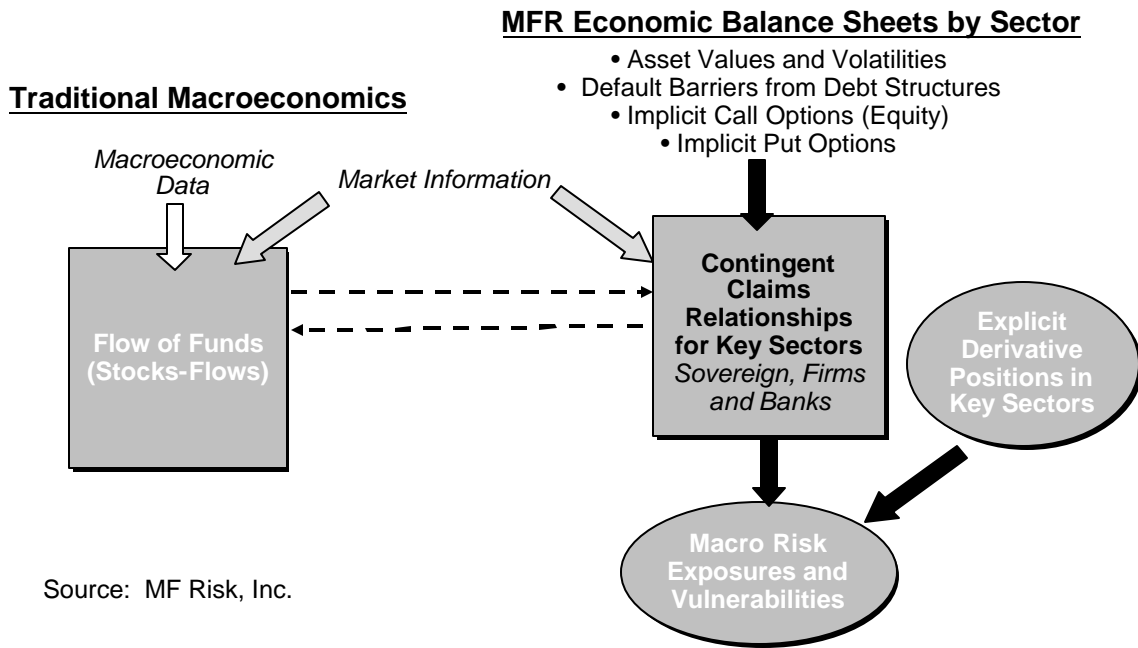 MFR Economic Balance Sheets by Sector
• Asset Values and Volatilities
• Default Barriers from Debt Structures
• Implicit Call Options (Equity)
• Implicit Put Options
Traditional Macroeconomics
Macroeconomic
Data
Market Information
Flow of Funds
(Stocks-Flows)
Contingent
Claims
Relationships
for Key Sectors
Sovereign, Firms
and Banks
Explicit
Derivative
Positions in
Key Sectors
Macro Risk
Exposures and
Vulnerabilities
Source: MF Risk, Inc.